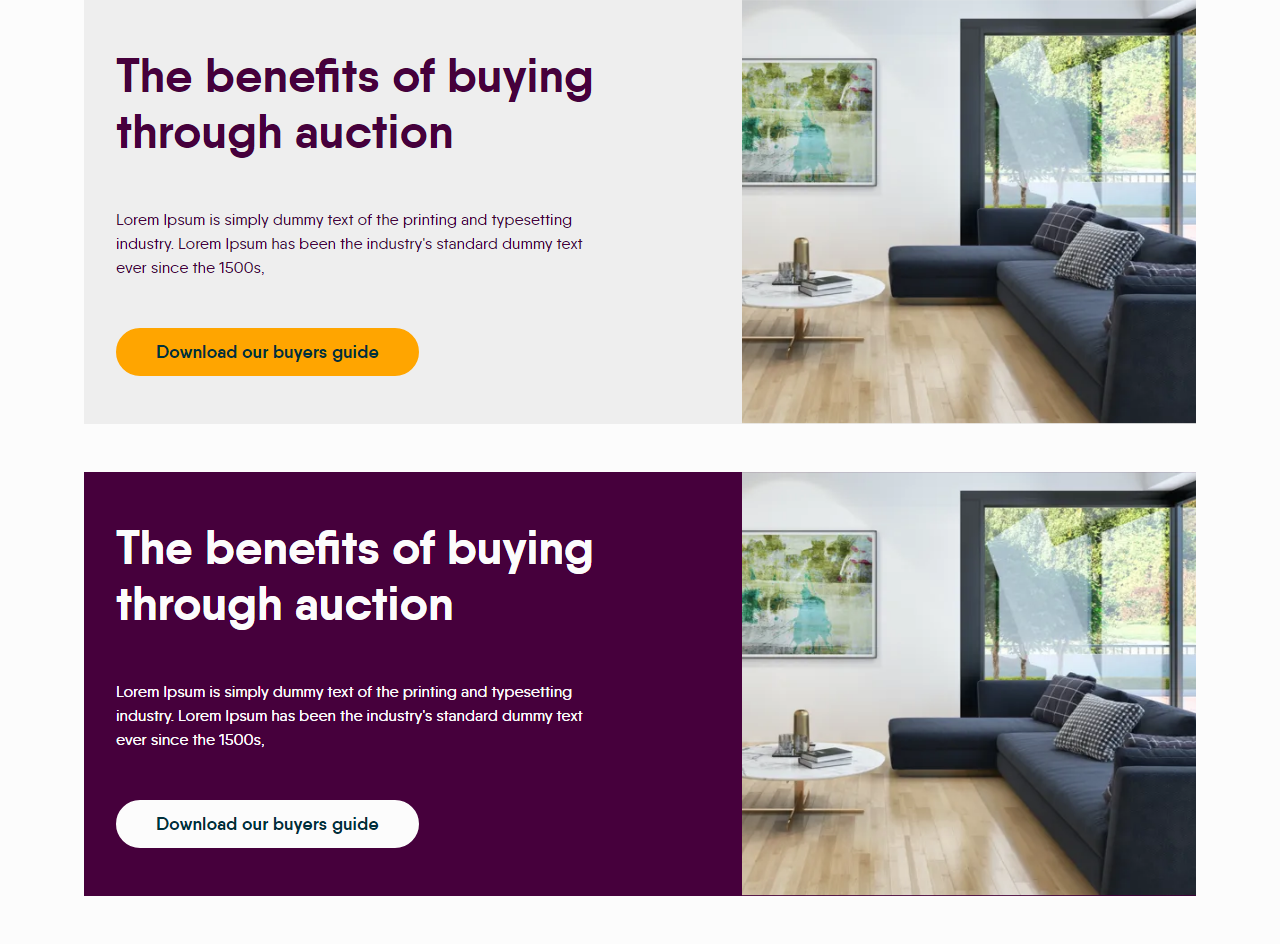 The benefits of buying
through auction
Lorem Ipsum is simply dummy text of the printing and typesetting
industry. Lorem Ipsum has been the industry's standard dummy text
ever since the 1500s,
Download our buyers guide
The benefits of buying
through auction
Lorem Ipsum is simply dummy text of the printing and typesetting
industry. Lorem Ipsum has been the industry's standard dummy text
ever since the 1500s,
Download our buyers guide